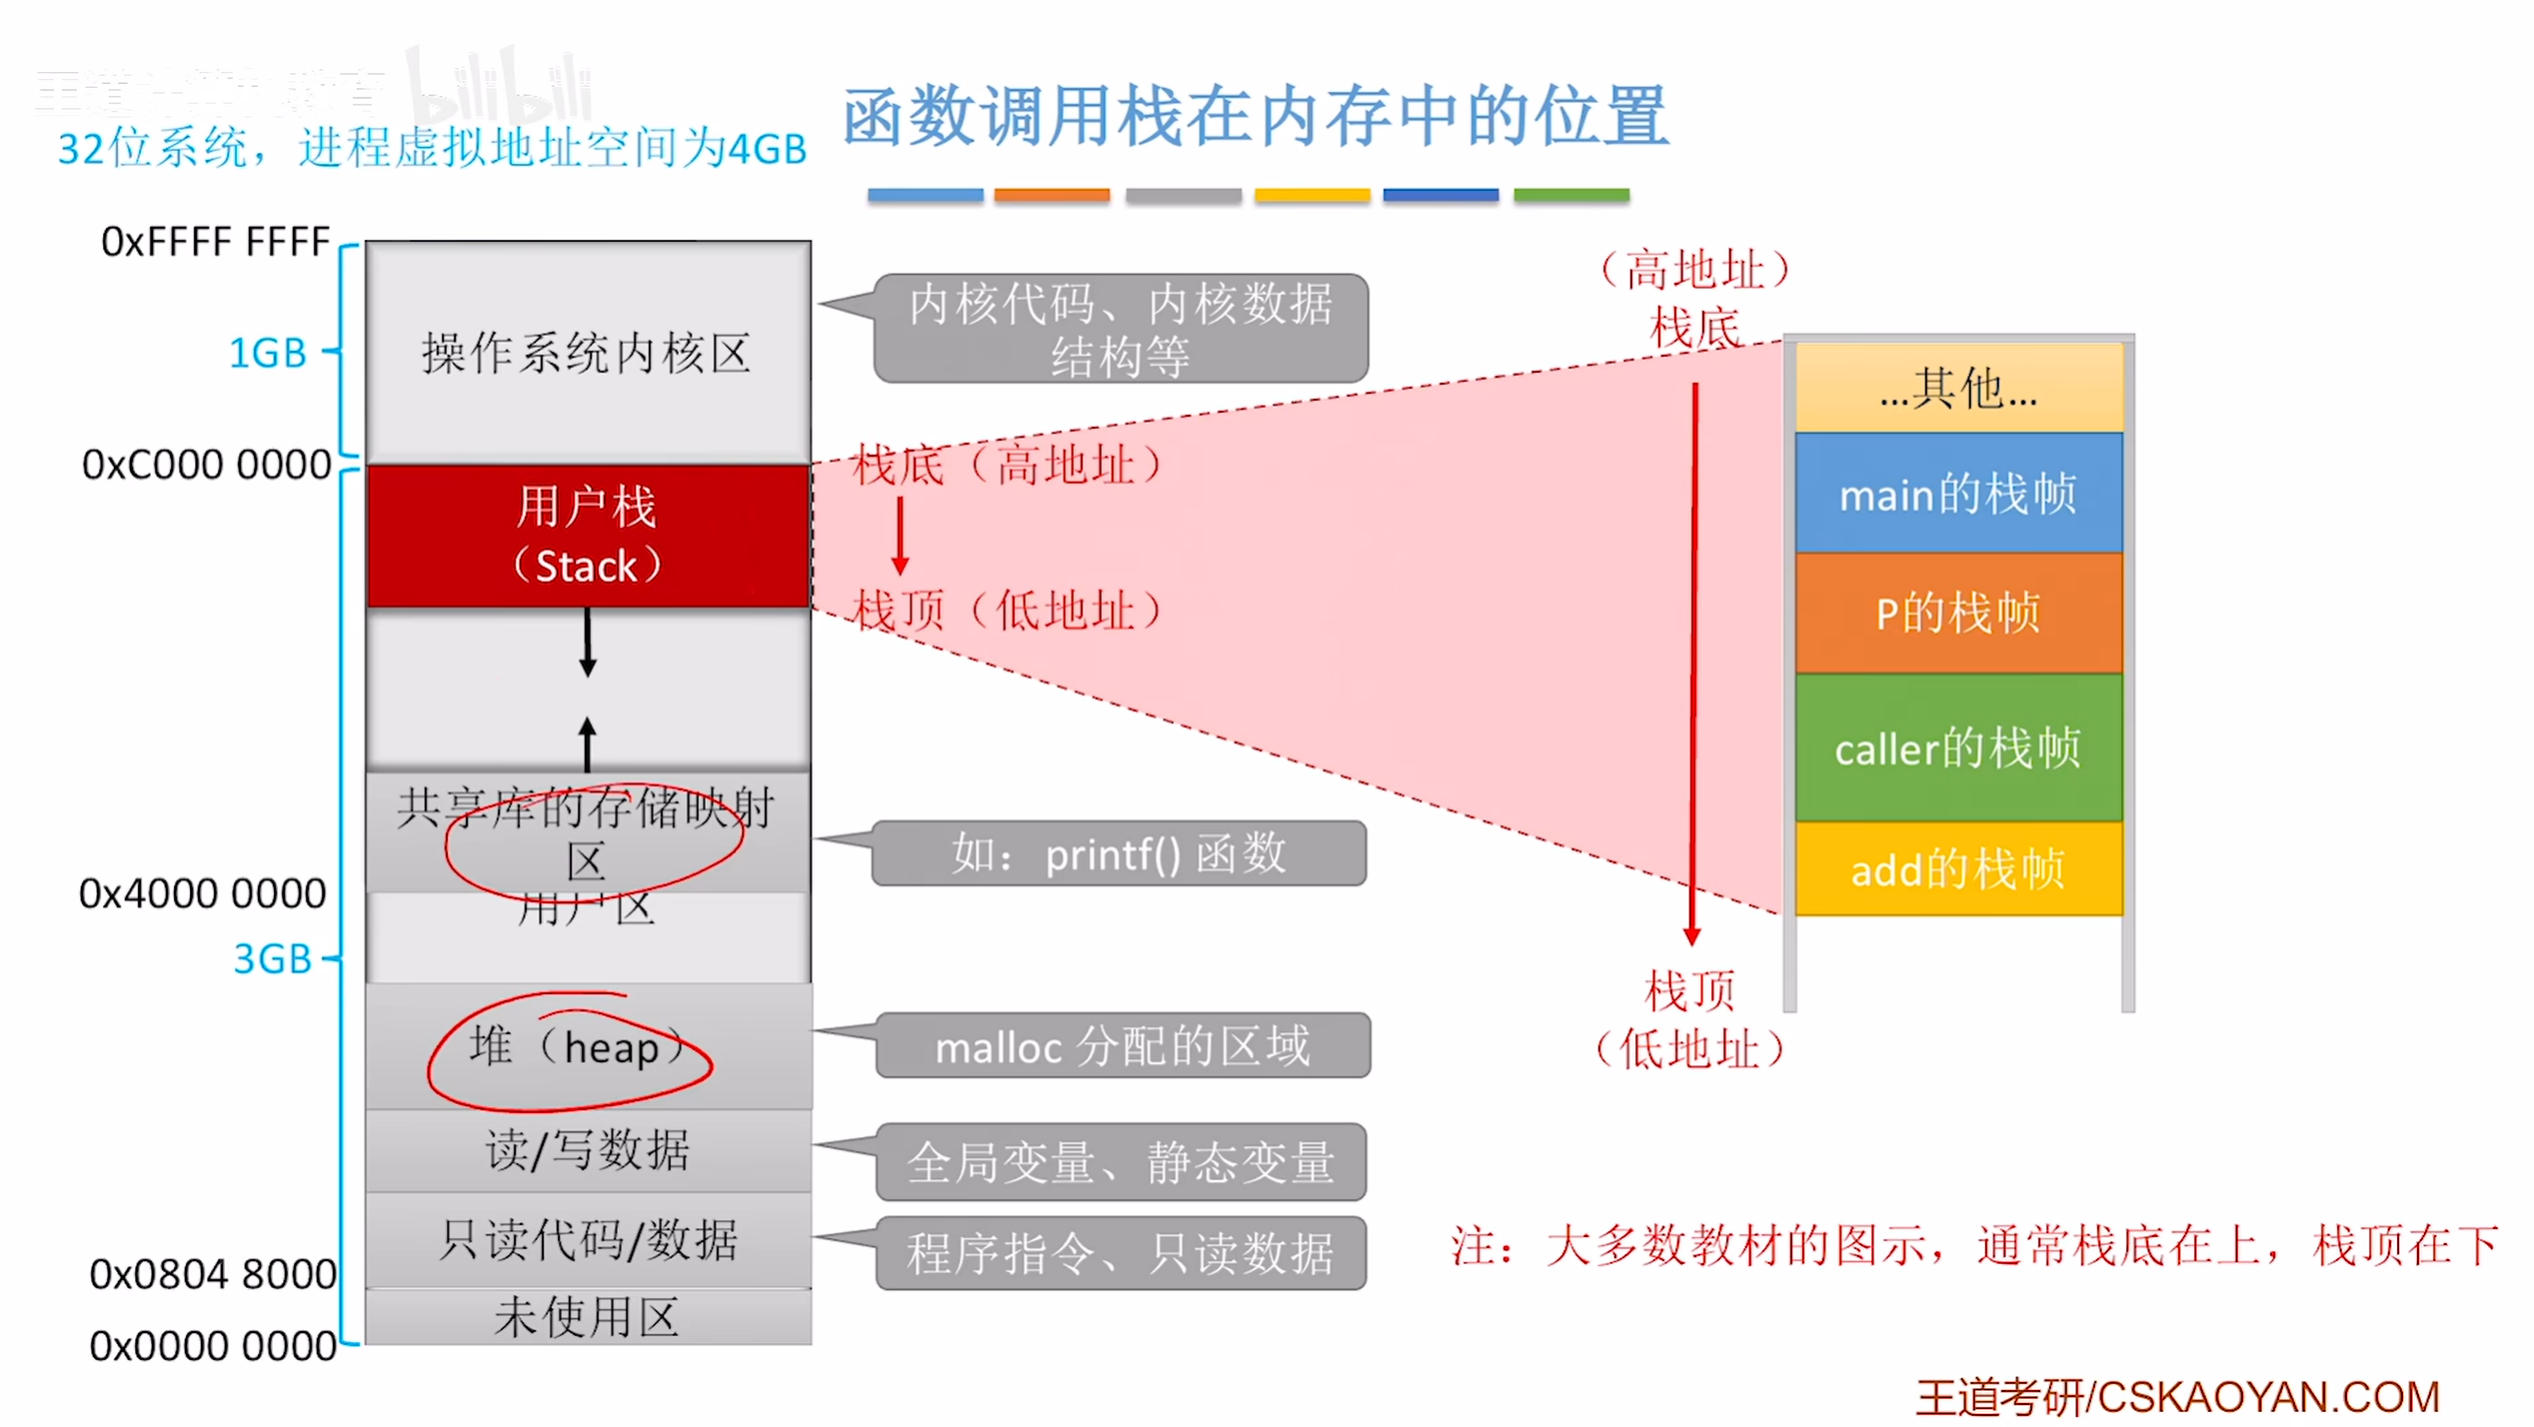 bilibili
函数调用栈在内存中的位置
32位系统，进程虚拟地址空间为4GB
0xFFFF FFFF
1GB
操作系统内核区
内核代码、内核数据
结构等
0xC000 0000
用户栈
（Stack）
栈底（高地址）
栈顶（低地址）
共享库的存储映射
区
如：printf() 函数
0x4000 0000
用户区
3GB
堆（heap）
malloc 分配的区域
读/写数据
全局变量、静态变量
只读代码/数据
程序指令、只读数据
0x0804 8000
未使用区
0x0000 0000
（高地址）
栈底
...其他...
main的栈帧
P的栈帧
caller的栈帧
add的栈帧
栈顶
（低地址）
注：大多数教材的图示，通常栈底在上，栈顶在下
王道考研/CSKAOYAN.COM